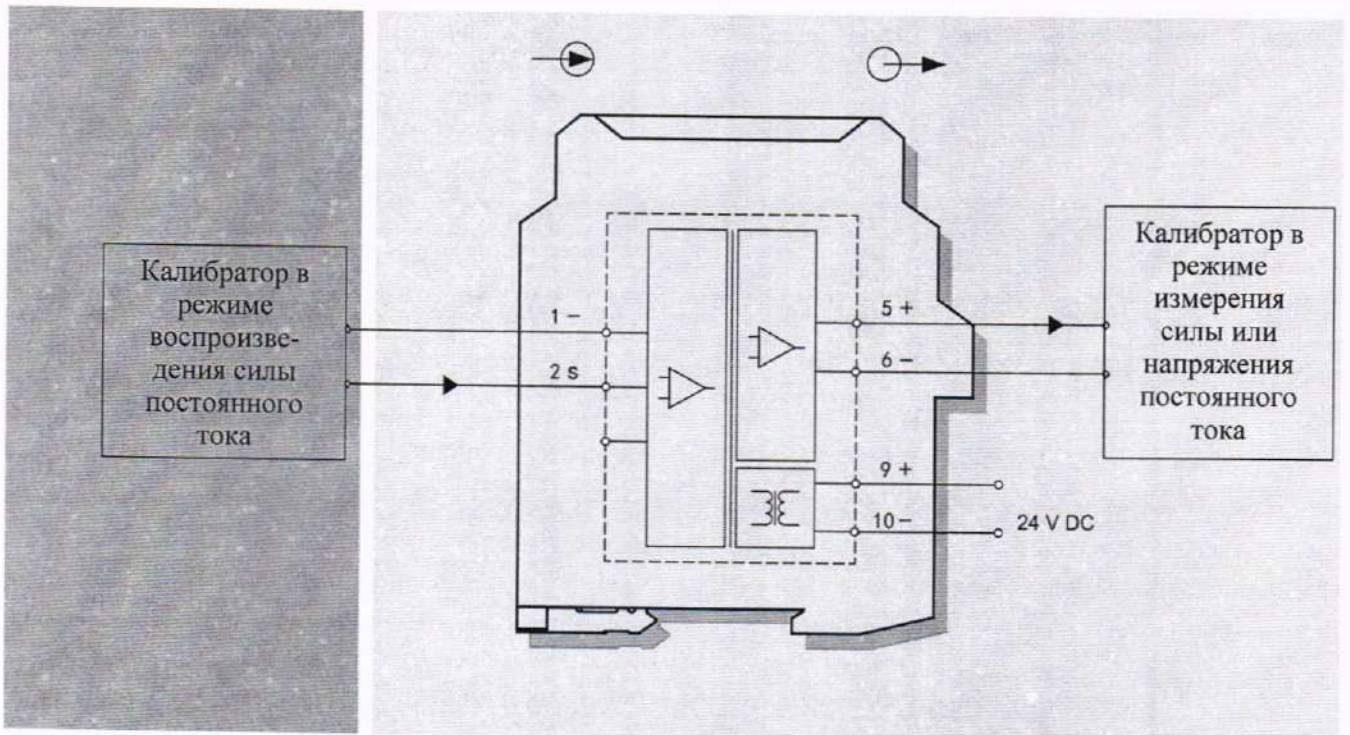 Калибратор в
режиме
воспроизве-
дения силы
постоянного
тока
1 –
2 s
5 +
6 –
9 +
10 –
24 V DC
Калибратор в
режиме
измерения
силы или
напряжения
постоянного
тока